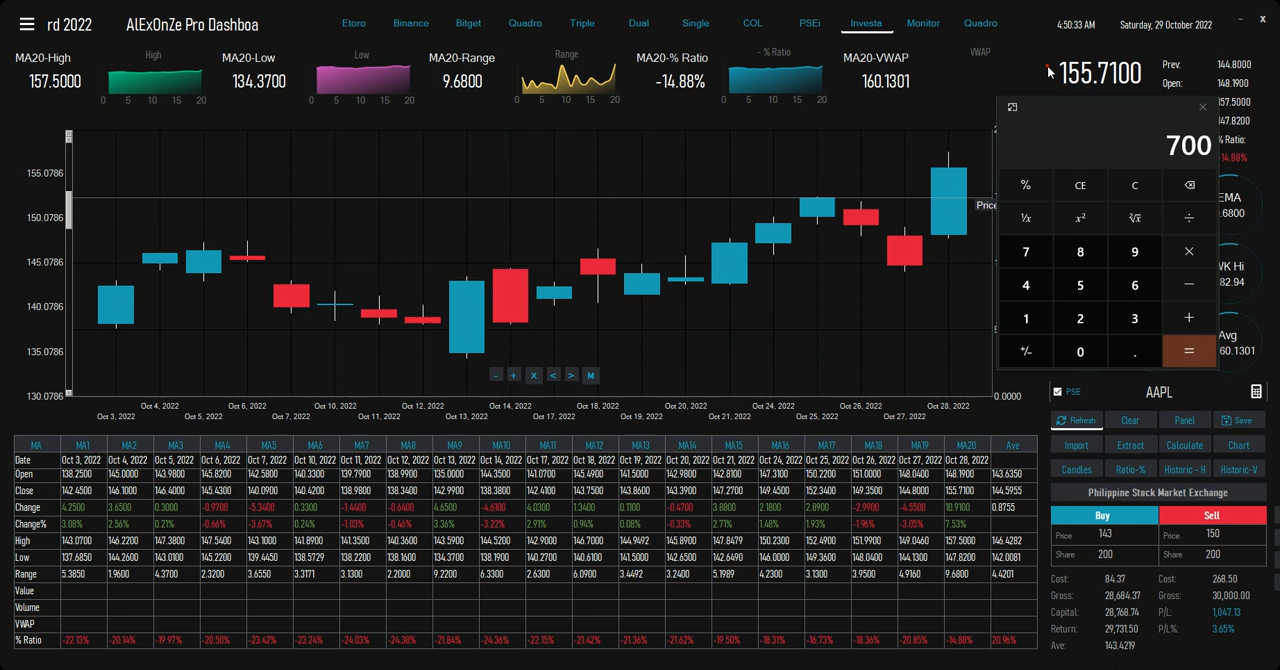 rd 2022 AlExOnZe Pro Dashboa Etoro Binance Bitget Quadro Triple Dual Single COL PSEi Investa Monitor Quadro 4:50:33 AM Saturday, 29 October 2022 – x
MA20-High High MA20-Low Low MA20-Range Range MA20-% Ratio - % Ratio MA20-VWAP VWAP
157.5000 134.3700 9.6800 -14.88% 160.1301 155.7100
Prev: 144.8000
Open: 148.1900
157.5000
147.8200
% Ratio:
14.88%
0 5 10 15 20 0 5 10 15 20 0 5 10 15 20 0 5 10 15 20
700
% CE C
¹/x x² ²√x ÷
7 8 9 ×
4 5 6 −
1 2 3 +
+/− 0 . =
EMA
.6800
WK Hi
82.94
Avg
60.1301
155.0786
150.0786
145.0786
140.0786
135.0786
130.0786
Price
0.0000
– + X < > M
Oct 3, 2022 Oct 4, 2022 Oct 5, 2022 Oct 6, 2022 Oct 7, 2022 Oct 10, 2022 Oct 11, 2022 Oct 12, 2022 Oct 13, 2022 Oct 14, 2022 Oct 17, 2022 Oct 18, 2022 Oct 19, 2022 Oct 20, 2022 Oct 21, 2022 Oct 24, 2022 Oct 25, 2022 Oct 26, 2022 Oct 27, 2022 Oct 28, 2022
MA MA1 MA2 MA3 MA4 MA5 MA6 MA7 MA8 MA9 MA10 MA11 MA12 MA13 MA14 MA15 MA16 MA17 MA18 MA19 MA20 Ave
Date Oct 3, 2022 Oct 4, 2022 Oct 5, 2022 Oct 6, 2022 Oct 7, 2022 Oct 10, 2022 Oct 11, 2022 Oct 12, 2022 Oct 13, 2022 Oct 14, 2022 Oct 17, 2022 Oct 18, 2022 Oct 19, 2022 Oct 20, 2022 Oct 21, 2022 Oct 24, 2022 Oct 25, 2022 Oct 26, 2022 Oct 27, 2022 Oct 28, 2022
Open 138.2500 145.0000 143.9800 145.8200 142.5800 140.3300 139.7900 138.9900 135.0000 144.3500 141.0700 145.4900 141.5000 142.9900 142.8100 147.3100 150.2200 151.0000 148.0400 148.1900 143.6350
Close 142.4500 146.1000 146.4000 145.4300 140.0900 140.4200 138.9800 138.3400 142.9900 138.3800 142.4100 143.7500 143.8600 143.3900 147.2700 149.4500 152.3400 149.3500 144.8000 155.7100 144.5955
Change 4.2500 3.6500 0.3000 -0.9700 -5.3400 0.3300 -1.4400 -0.6400 4.6500 -4.6100 4.0300 1.3400 0.1100 -0.4700 3.8800 2.1800 2.8900 -2.9900 -4.5500 10.9100 0.8755
Change% 3.08% 2.56% 0.21% -0.66% -3.67% 0.24% -1.03% -0.46% 3.36% -3.22% 2.91% 0.94% 0.08% -0.33% 2.71% 1.48% 1.93% -1.96% -3.05% 7.53%
High 143.0700 146.2200 147.3800 147.5400 143.1000 141.8900 141.3500 140.3600 143.5900 144.5200 142.9000 146.7000 144.9492 145.8900 147.8479 150.2300 152.4900 151.9900 149.0460 157.5000 146.4282
Low 137.6850 144.2600 143.0100 145.2200 139.4450 138.5729 138.2200 138.1600 134.3700 138.1900 140.2700 140.6100 141.5000 142.6500 142.6490 146.0000 149.3600 148.0400 144.1300 147.8200 142.0081
Range 5.3850 1.9600 4.3700 2.3200 3.6550 3.3171 3.1300 2.2000 9.2200 6.3300 2.6300 6.0900 3.4492 3.2400 5.1989 4.2300 3.1300 3.9500 4.9160 9.6800 4.4201
Value
Volume
VWAP
% Ratio -22.13% -20.14% -19.97% -20.50% -23.42% -23.24% -24.03% -24.38% -21.84% -24.36% -22.15% -21.42% -21.36% -21.62% -19.50% -18.31% -16.73% -18.36% -20.85% -14.88% 20.96%
PSE AAPL
Refresh Clear Panel Save
Import Extract Calculate Chart
Candles Ratio-% Historic - H Historic-V
Philippine Stock Market Exchange
Buy Sell
Price 143 Price 150
Share 200 Share 200
Cost: 84.37 Cost: 268.50
Gross: 28,684.37 Gross: 30,000.00
Capital: 28,768.74 P/L: 1,047.13
Return: 29,731.50 P/L%: 3.65%
Ave: 143.4219